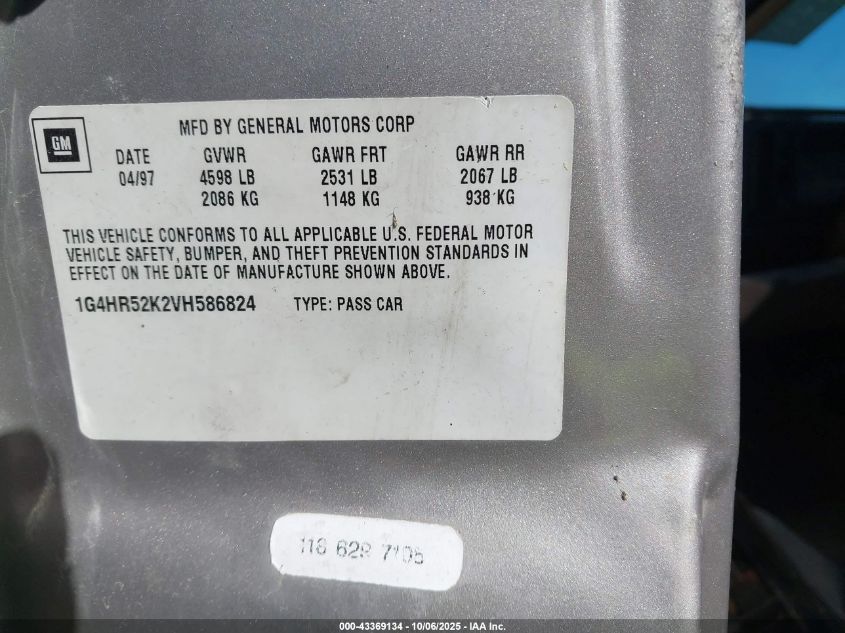 GM
MFD BY GENERAL MOTORS CORP
DATE GVWR GAWR FRT GAWR RR
04/97 4598 LB 2531 LB 2067 LB
2086 KG 1148 KG 938 KG
THIS VEHICLE CONFORMS TO ALL APPLICABLE U.S. FEDERAL MOTOR
VEHICLE SAFETY, BUMPER, AND THEFT PREVENTION STANDARDS IN
EFFECT ON THE DATE OF MANUFACTURE SHOWN ABOVE.
1G4HR52K2VH586824 TYPE: PASS CAR
000-43369134 - 10/06/2025 - IAA Inc.